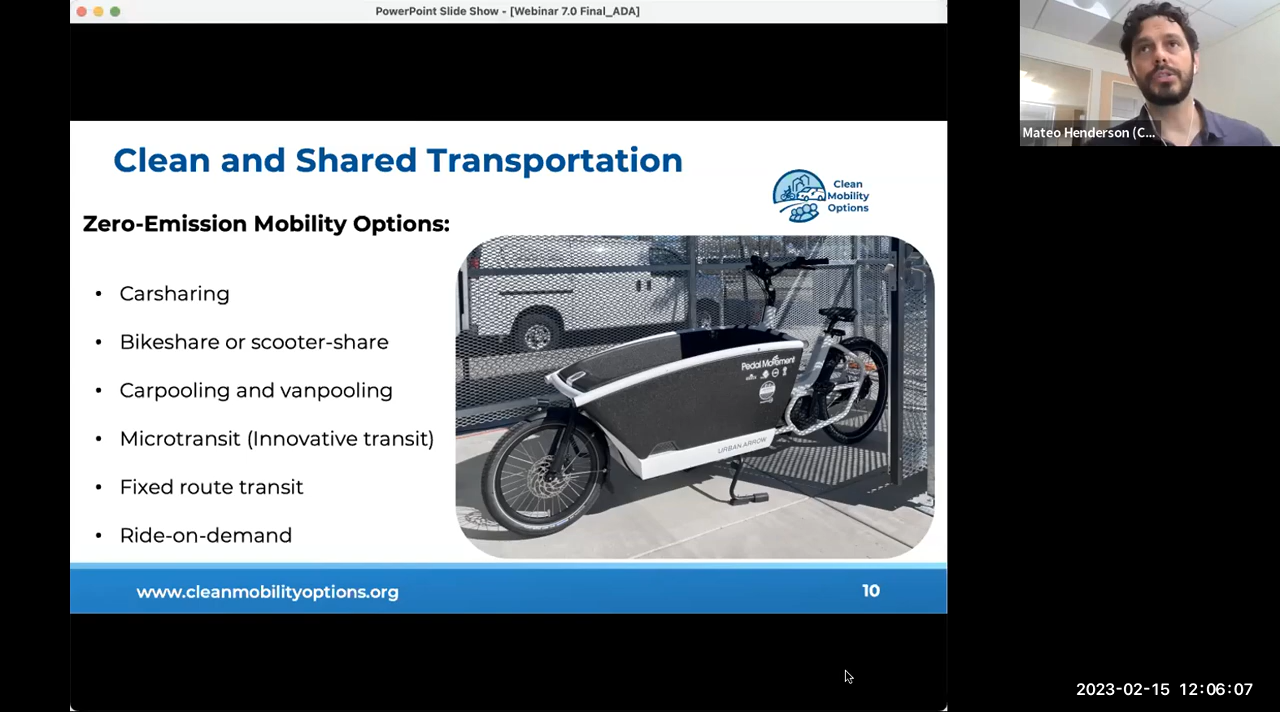 PowerPoint Slide Show - [Webinar 7.0 Final_ADA]
Mateo Henderson (C...
Clean and Shared Transportation
Clean
Mobility
Options
Zero-Emission Mobility Options:
• Carsharing
• Bikeshare or scooter-share
• Carpooling and vanpooling
• Microtransit (Innovative transit)
• Fixed route transit
• Ride-on-demand
Pedal Movement
URBAN ARROW
www.cleanmobilityoptions.org
10
2023-02-15 12:06:07